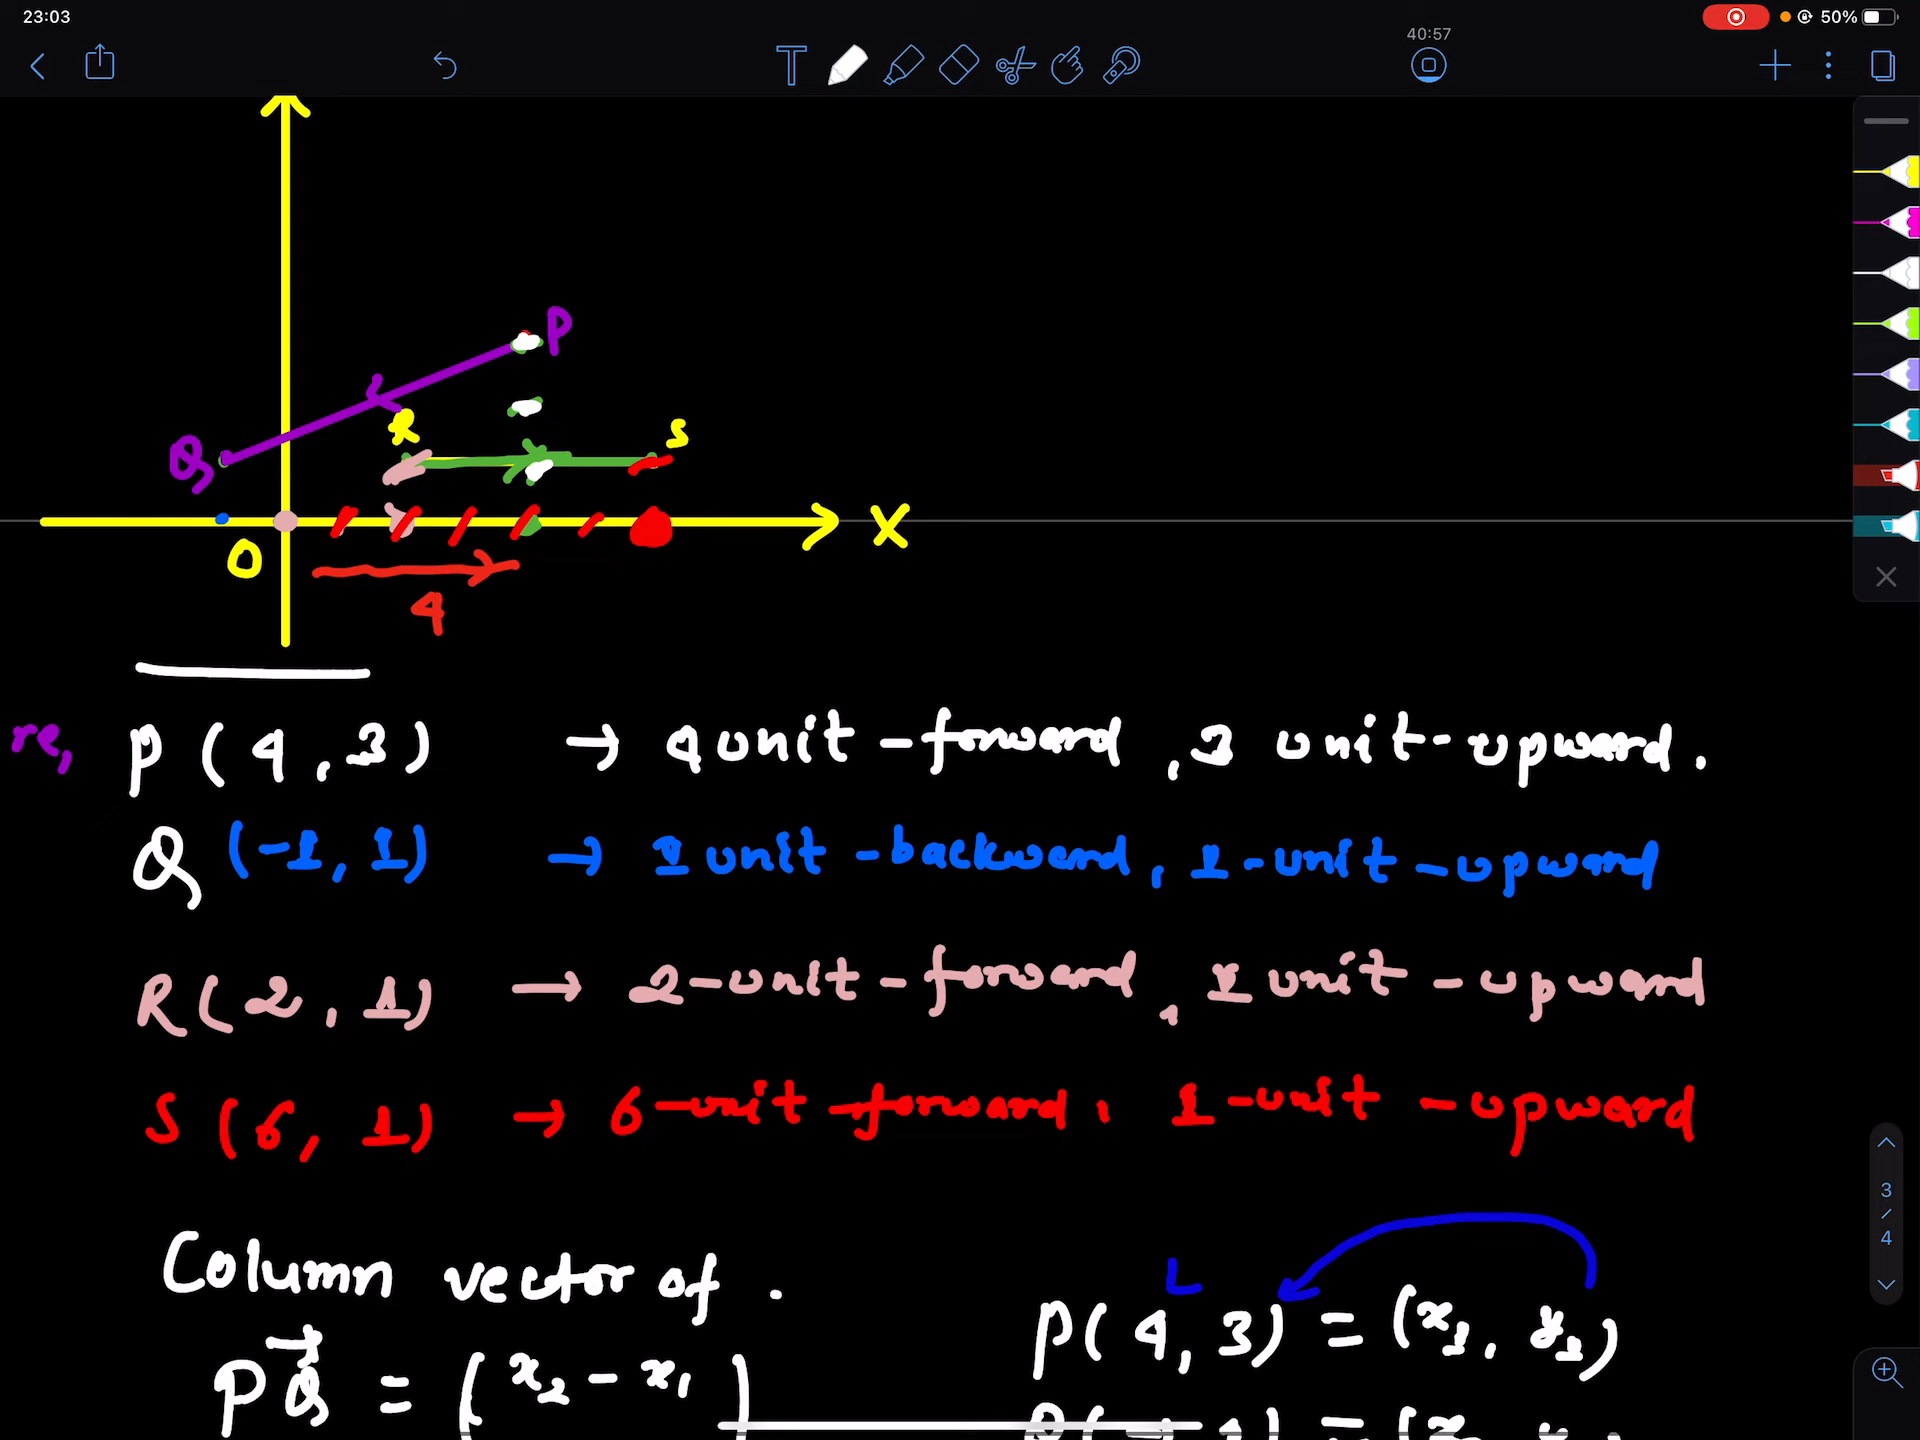 23:03
50%
40:57
P
R
S
Q
X
O
4
re, P (4,3) → 4 unit-forward, 3 unit-upward.
Q (-1, 1) → 1 unit-backward, 1-unit-upward
R(2, 1) → 2-unit-forward, 1 unit-upward
S (6, 1) → 6-unit-forward, 1-unit-upward
3
/
4
Column vector of .
L
P(4, 3) = (x₁, y₁)
PQ⃗ = (x₂ - x₁)